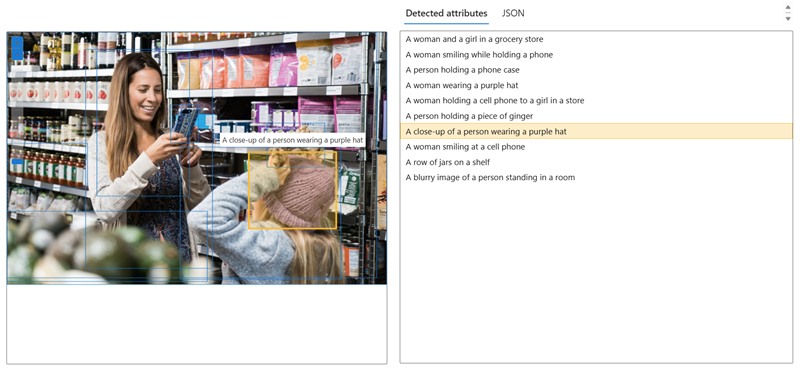 Detected attributes
JSON
A woman and a girl in a grocery store
A woman smiling while holding a phone
A person holding a phone case
A woman wearing a purple hat
A woman holding a cell phone to a girl in a store
A person holding a piece of ginger
A close-up of a person wearing a purple hat
A woman smiling at a cell phone
A row of jars on a shelf
A blurry image of a person standing in a room
A close-up of a person wearing a purple hat